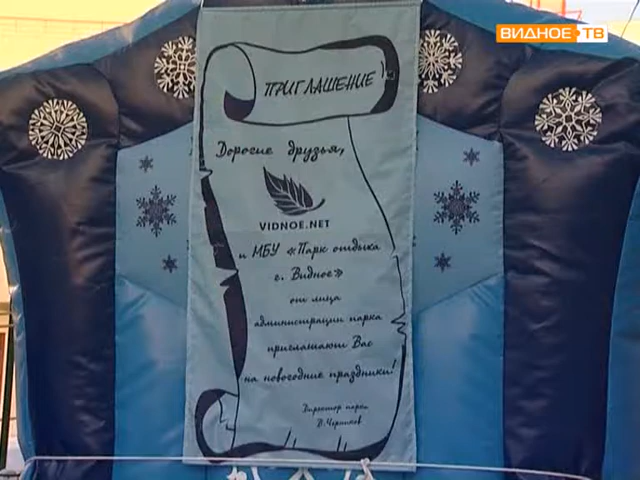 ВИДНОЕ ТВ
ПРИГЛАШЕНИЕ
Дорогие друзья,
VIDNOE.NET
и МБУ «Парк отдыха
г. Видное»
от лица
администрации парка
приглашают Вас
на новогодние праздники!
Директор парка
В.Черников